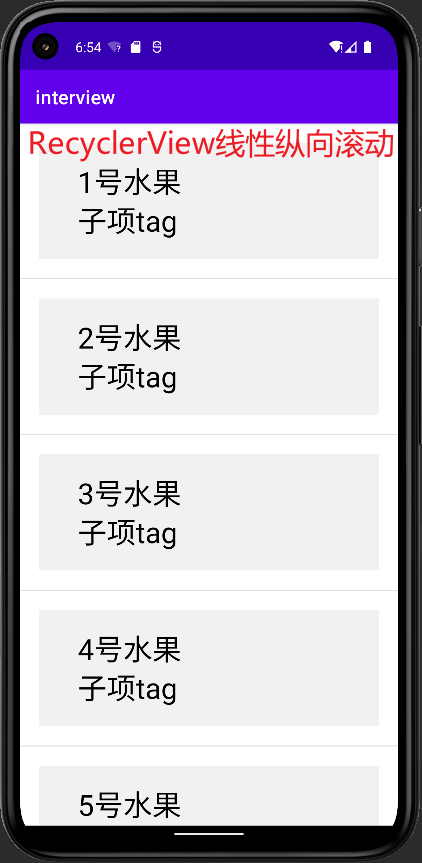 6:54
interview
RecyclerView线性纵向滚动
1号水果
子项tag
2号水果
子项tag
3号水果
子项tag
4号水果
子项tag
5号水果